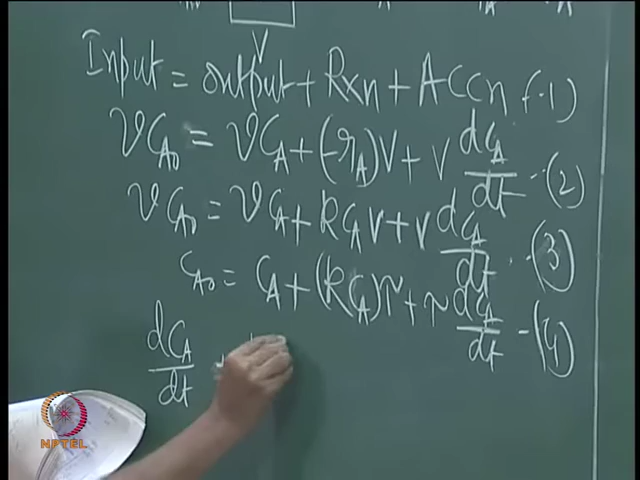 V
Input = output + Rxn + ACCn (-1)
vC_A0 = vC_A + (-r_A)V + V dC_A/dt -(2)
vC_A0 = vC_A + kC_A V + V dC_A/dt -(3)
C_A0 = C_A + (kC_A)τ + τ dC_A/dt -(4)
dC_A/dt +
NPTEL